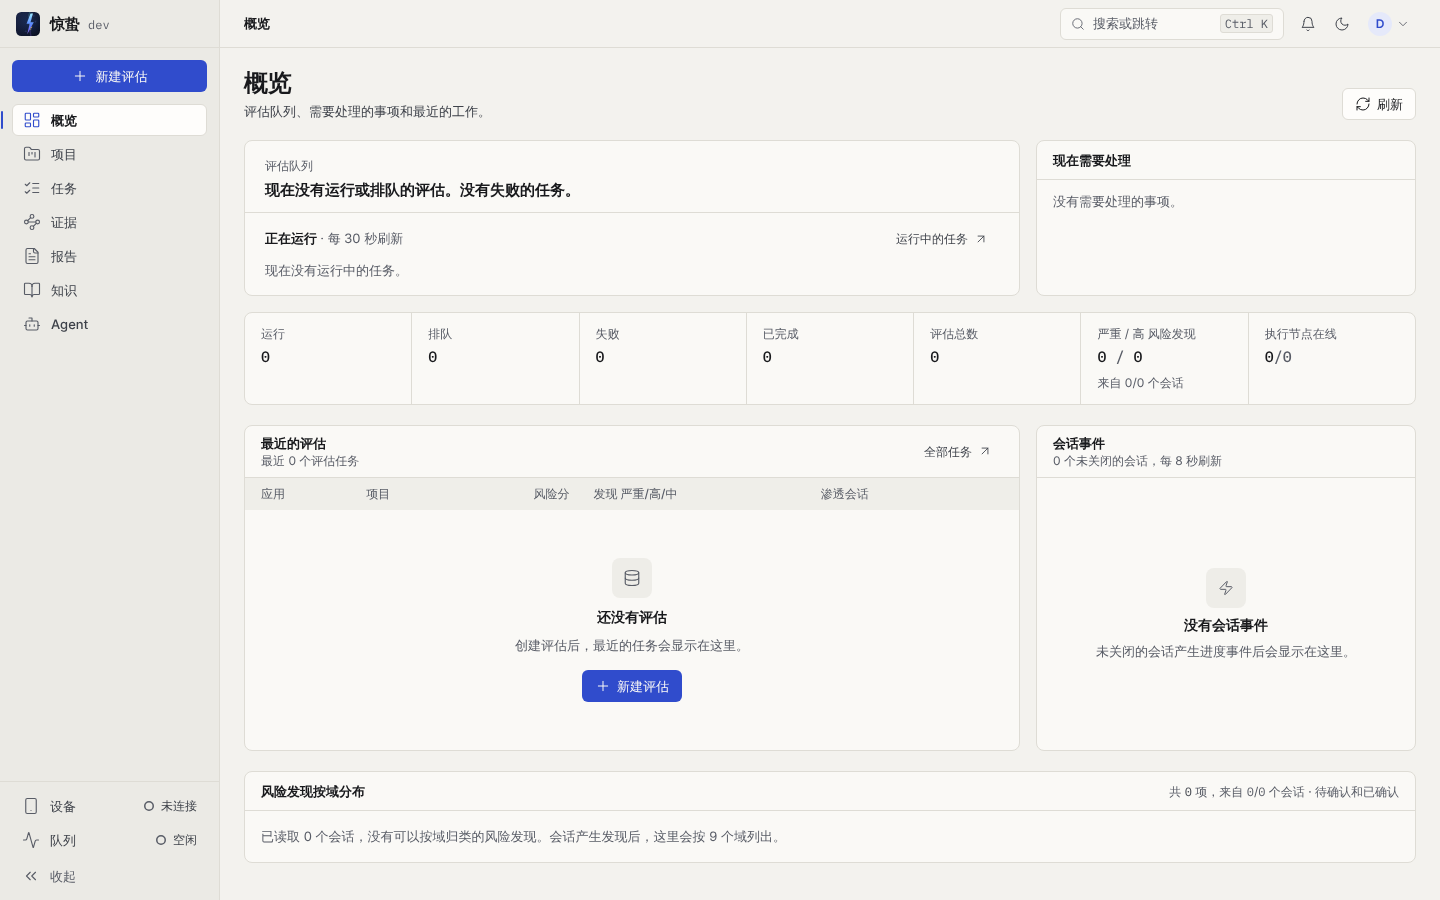 惊蛰 dev
概览
搜索或跳转 Ctrl K
D
新建评估
概览
项目
任务
证据
报告
知识
Agent
设备 未连接
队列 空闲
收起
概览
评估队列、需要处理的事项和最近的工作。
刷新
评估队列
现在没有运行或排队的评估。没有失败的任务。
正在运行 · 每 30 秒刷新
运行中的任务
现在没有运行中的任务。
现在需要处理
没有需要处理的事项。
运行
0
排队
0
失败
0
已完成
0
评估总数
0
严重 / 高 风险发现
0 / 0
来自 0/0 个会话
执行节点在线
0/0
最近的评估
最近 0 个评估任务
全部任务
应用 项目 风险分 发现 严重/高/中 渗透会话
还没有评估
创建评估后，最近的任务会显示在这里。
新建评估
会话事件
0 个未关闭的会话，每 8 秒刷新
没有会话事件
未关闭的会话产生进度事件后会显示在这里。
风险发现按域分布
共 0 项，来自 0/0 个会话 · 待确认和已确认
已读取 0 个会话，没有可以按域归类的风险发现。会话产生发现后，这里会按 9 个域列出。